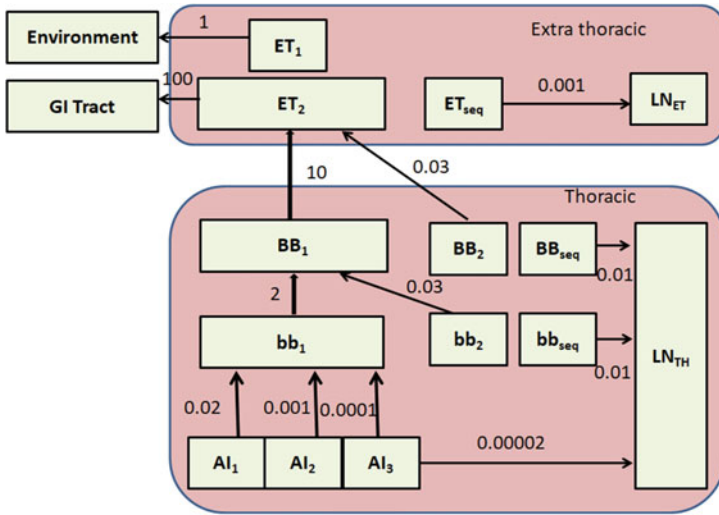 Environment
1
ET₁
Extra thoracic
GI Tract
100
ET₂
ETseq
0.001
LN_ET
10
0.03
Thoracic
BB₁
BB₂
BBseq
0.01
2
0.03
bb₁
bb₂
bbseq
0.01
LN_TH
0.02
0.001
0.0001
0.00002
AI₁
AI₂
AI₃